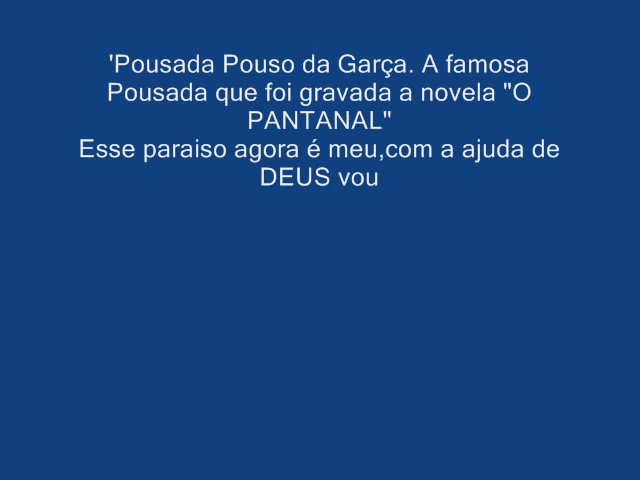 'Pousada Pouso da Garça. A famosa
Pousada que foi gravada a novela "O
PANTANAL"
Esse paraiso agora é meu,com a ajuda de
DEUS vou